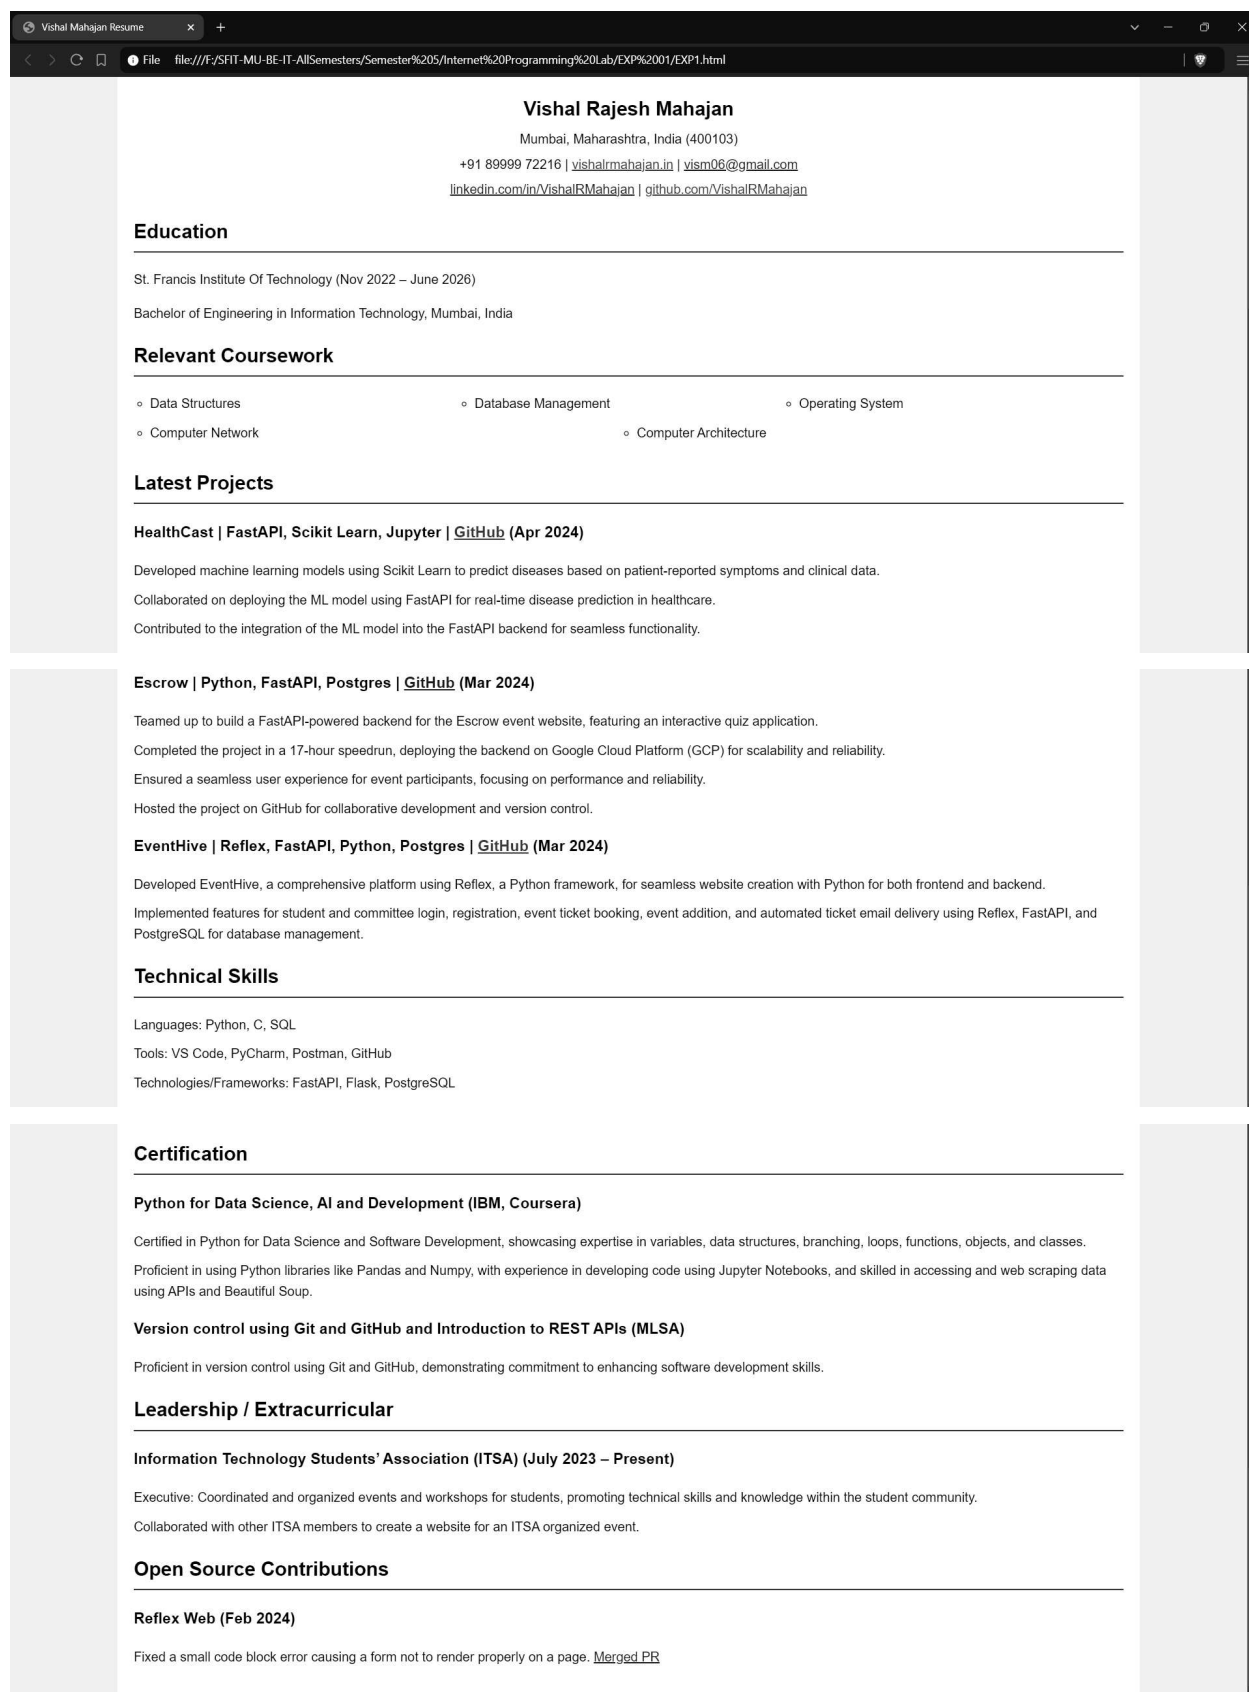 Vishal Mahajan Resume
File file:///F:/SFIT-MU-BE-IT-AllSemesters/Semester%205/Internet%20Programming%20Lab/EXP%2001/EXP1.html
Vishal Rajesh Mahajan
Mumbai, Maharashtra, India (400103)
+91 89999 72216 | vishalrmahajan.in | vism06@gmail.com
linkedin.com/in/VishalRMahajan | github.com/VishalRMahajan
Education
St. Francis Institute Of Technology (Nov 2022 – June 2026)
Bachelor of Engineering in Information Technology, Mumbai, India
Relevant Coursework
Data Structures
Database Management
Operating System
Computer Network
Computer Architecture
Latest Projects
HealthCast | FastAPI, Scikit Learn, Jupyter | GitHub (Apr 2024)
Developed machine learning models using Scikit Learn to predict diseases based on patient-reported symptoms and clinical data.
Collaborated on deploying the ML model using FastAPI for real-time disease prediction in healthcare.
Contributed to the integration of the ML model into the FastAPI backend for seamless functionality.
Escrow | Python, FastAPI, Postgres | GitHub (Mar 2024)
Teamed up to build a FastAPI-powered backend for the Escrow event website, featuring an interactive quiz application.
Completed the project in a 17-hour speedrun, deploying the backend on Google Cloud Platform (GCP) for scalability and reliability.
Ensured a seamless user experience for event participants, focusing on performance and reliability.
Hosted the project on GitHub for collaborative development and version control.
EventHive | Reflex, FastAPI, Python, Postgres | GitHub (Mar 2024)
Developed EventHive, a comprehensive platform using Reflex, a Python framework, for seamless website creation with Python for both frontend and backend.
Implemented features for student and committee login, registration, event ticket booking, event addition, and automated ticket email delivery using Reflex, FastAPI, and
PostgreSQL for database management.
Technical Skills
Languages: Python, C, SQL
Tools: VS Code, PyCharm, Postman, GitHub
Technologies/Frameworks: FastAPI, Flask, PostgreSQL
Certification
Python for Data Science, AI and Development (IBM, Coursera)
Certified in Python for Data Science and Software Development, showcasing expertise in variables, data structures, branching, loops, functions, objects, and classes.
Proficient in using Python libraries like Pandas and Numpy, with experience in developing code using Jupyter Notebooks, and skilled in accessing and web scraping data
using APIs and Beautiful Soup.
Version control using Git and GitHub and Introduction to REST APIs (MLSA)
Proficient in version control using Git and GitHub, demonstrating commitment to enhancing software development skills.
Leadership / Extracurricular
Information Technology Students’ Association (ITSA) (July 2023 – Present)
Executive: Coordinated and organized events and workshops for students, promoting technical skills and knowledge within the student community.
Collaborated with other ITSA members to create a website for an ITSA organized event.
Open Source Contributions
Reflex Web (Feb 2024)
Fixed a small code block error causing a form not to render properly on a page. Merged PR